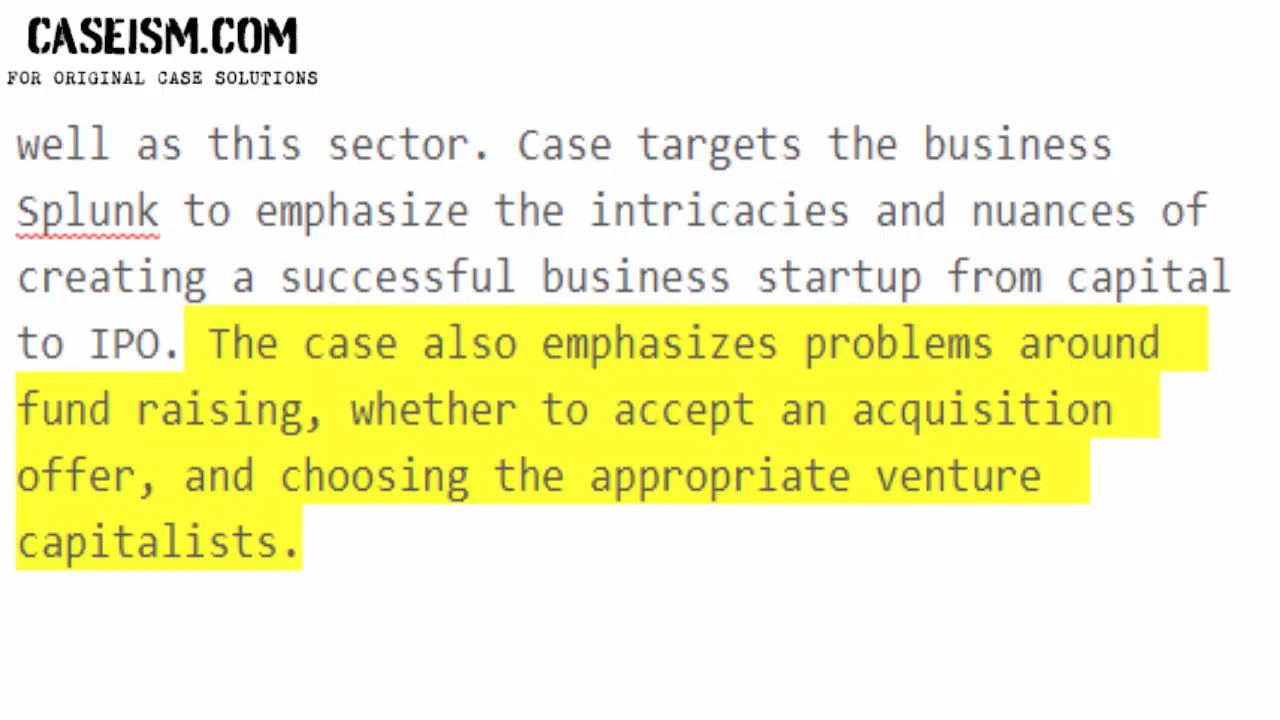 CASEISM.COM
FOR ORIGINAL CASE SOLUTIONS
well as this sector. Case targets the business
Splunk to emphasize the intricacies and nuances of
creating a successful business startup from capital
to IPO. The case also emphasizes problems around
fund raising, whether to accept an acquisition
offer, and choosing the appropriate venture
capitalists.